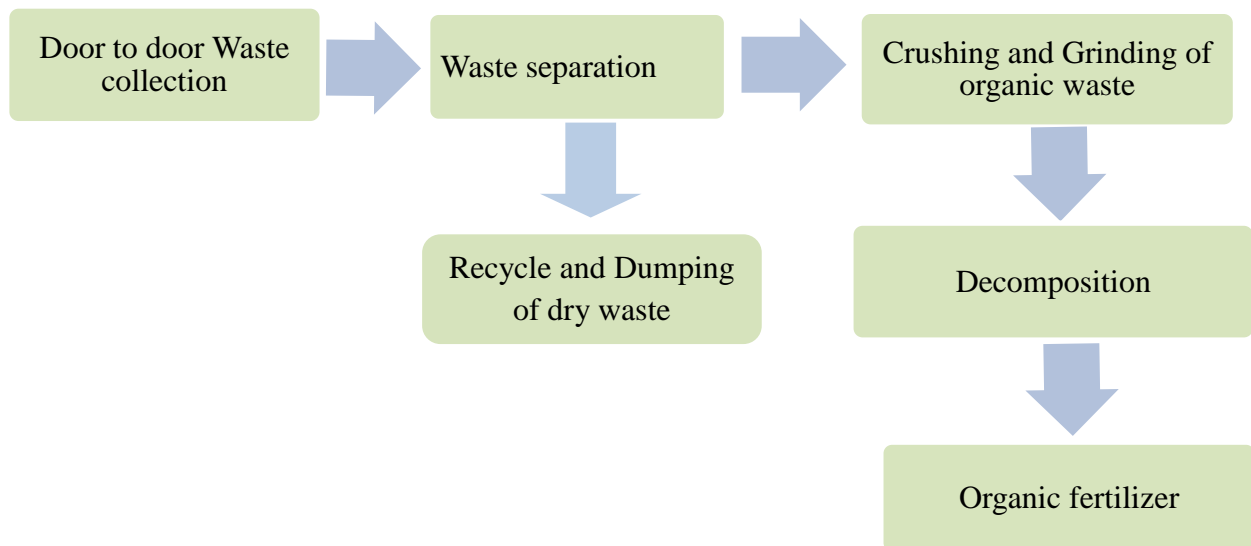 Door to door Waste
collection
Waste separation
Crushing and Grinding of
organic waste
Recycle and Dumping
of dry waste
Decomposition
Organic fertilizer